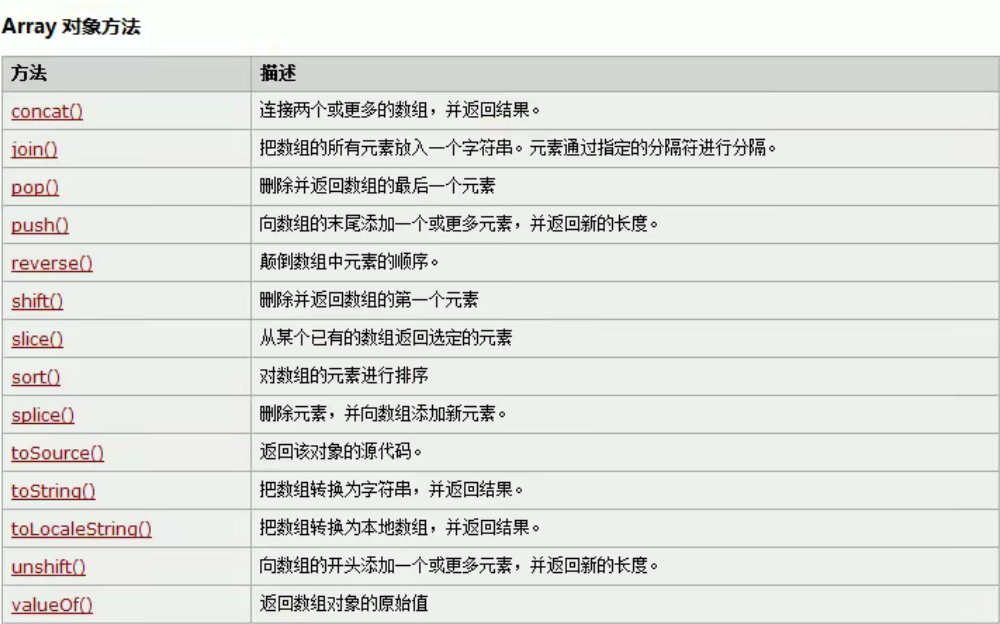 Array 对象方法
方法 描述
concat() 连接两个或更多的数组，并返回结果。
join() 把数组的所有元素放入一个字符串。元素通过指定的分隔符进行分隔。
pop() 删除并返回数组的最后一个元素
push() 向数组的末尾添加一个或更多元素，并返回新的长度。
reverse() 颠倒数组中元素的顺序。
shift() 删除并返回数组的第一个元素
slice() 从某个已有的数组返回选定的元素
sort() 对数组的元素进行排序
splice() 删除元素，并向数组添加新元素。
toSource() 返回该对象的源代码。
toString() 把数组转换为字符串，并返回结果。
toLocaleString() 把数组转换为本地数组，并返回结果。
unshift() 向数组的开头添加一个或更多元素，并返回新的长度。
valueOf() 返回数组对象的原始值